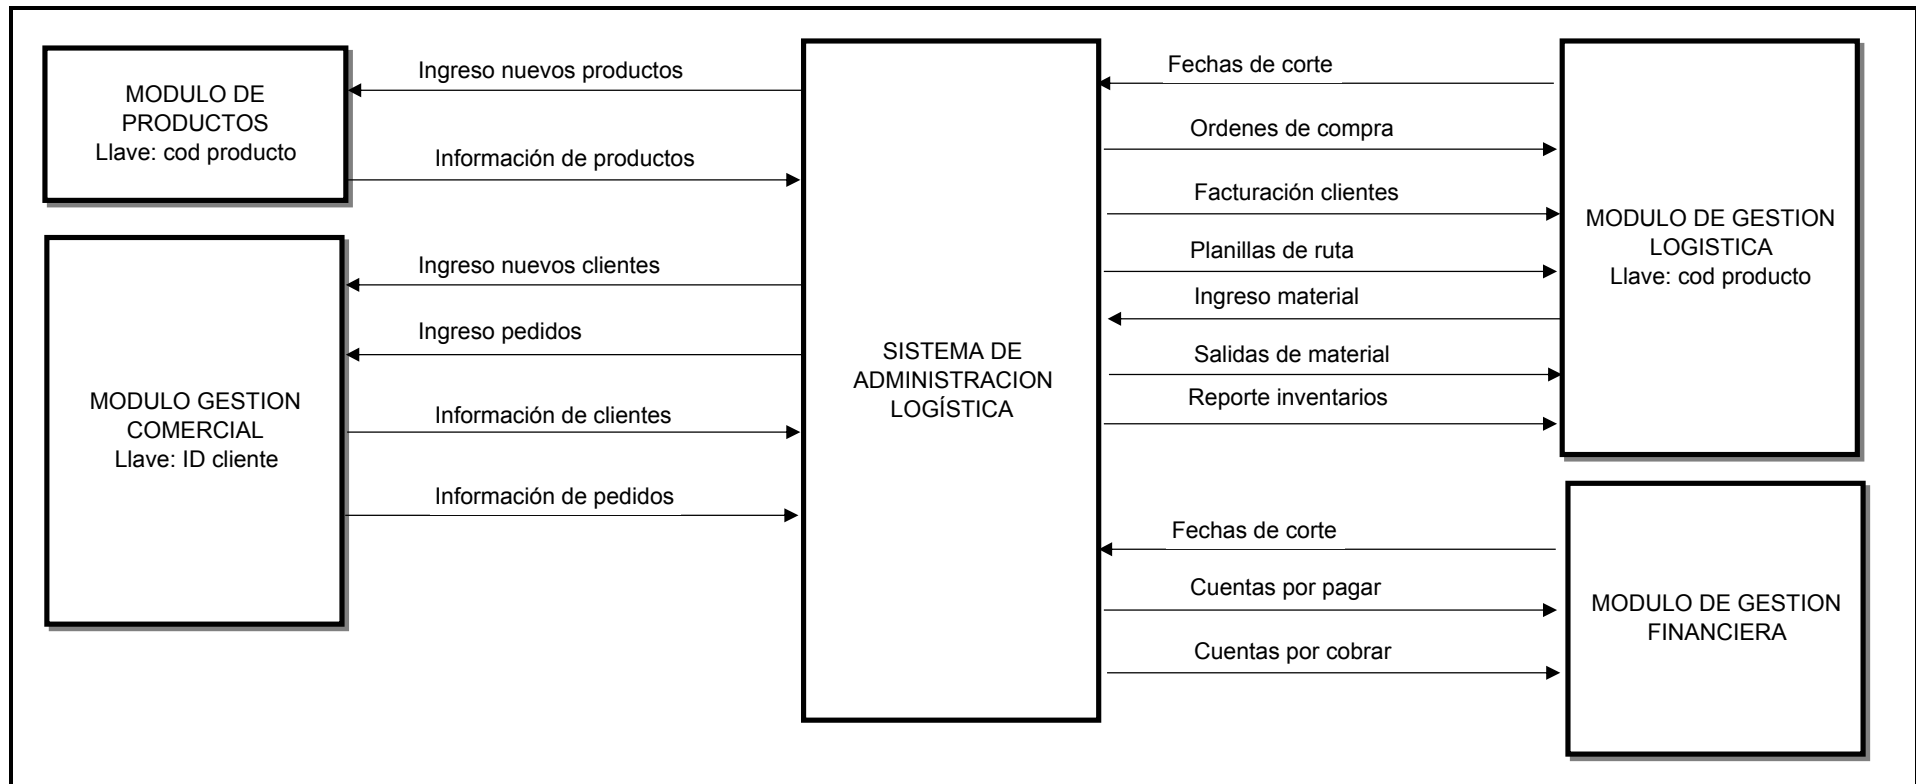 MODULO DE
PRODUCTOS
Llave: cod producto
Ingreso nuevos productos
Información de productos
MODULO GESTION
COMERCIAL
Llave: ID cliente
Ingreso nuevos clientes
Ingreso pedidos
Información de clientes
Información de pedidos
SISTEMA DE
ADMINISTRACION
LOGÍSTICA
Fechas de corte
Ordenes de compra
Facturación clientes
Planillas de ruta
Ingreso material
Salidas de material
Reporte inventarios
MODULO DE GESTION
LOGISTICA
Llave: cod producto
Fechas de corte
Cuentas por pagar
Cuentas por cobrar
MODULO DE GESTION
FINANCIERA